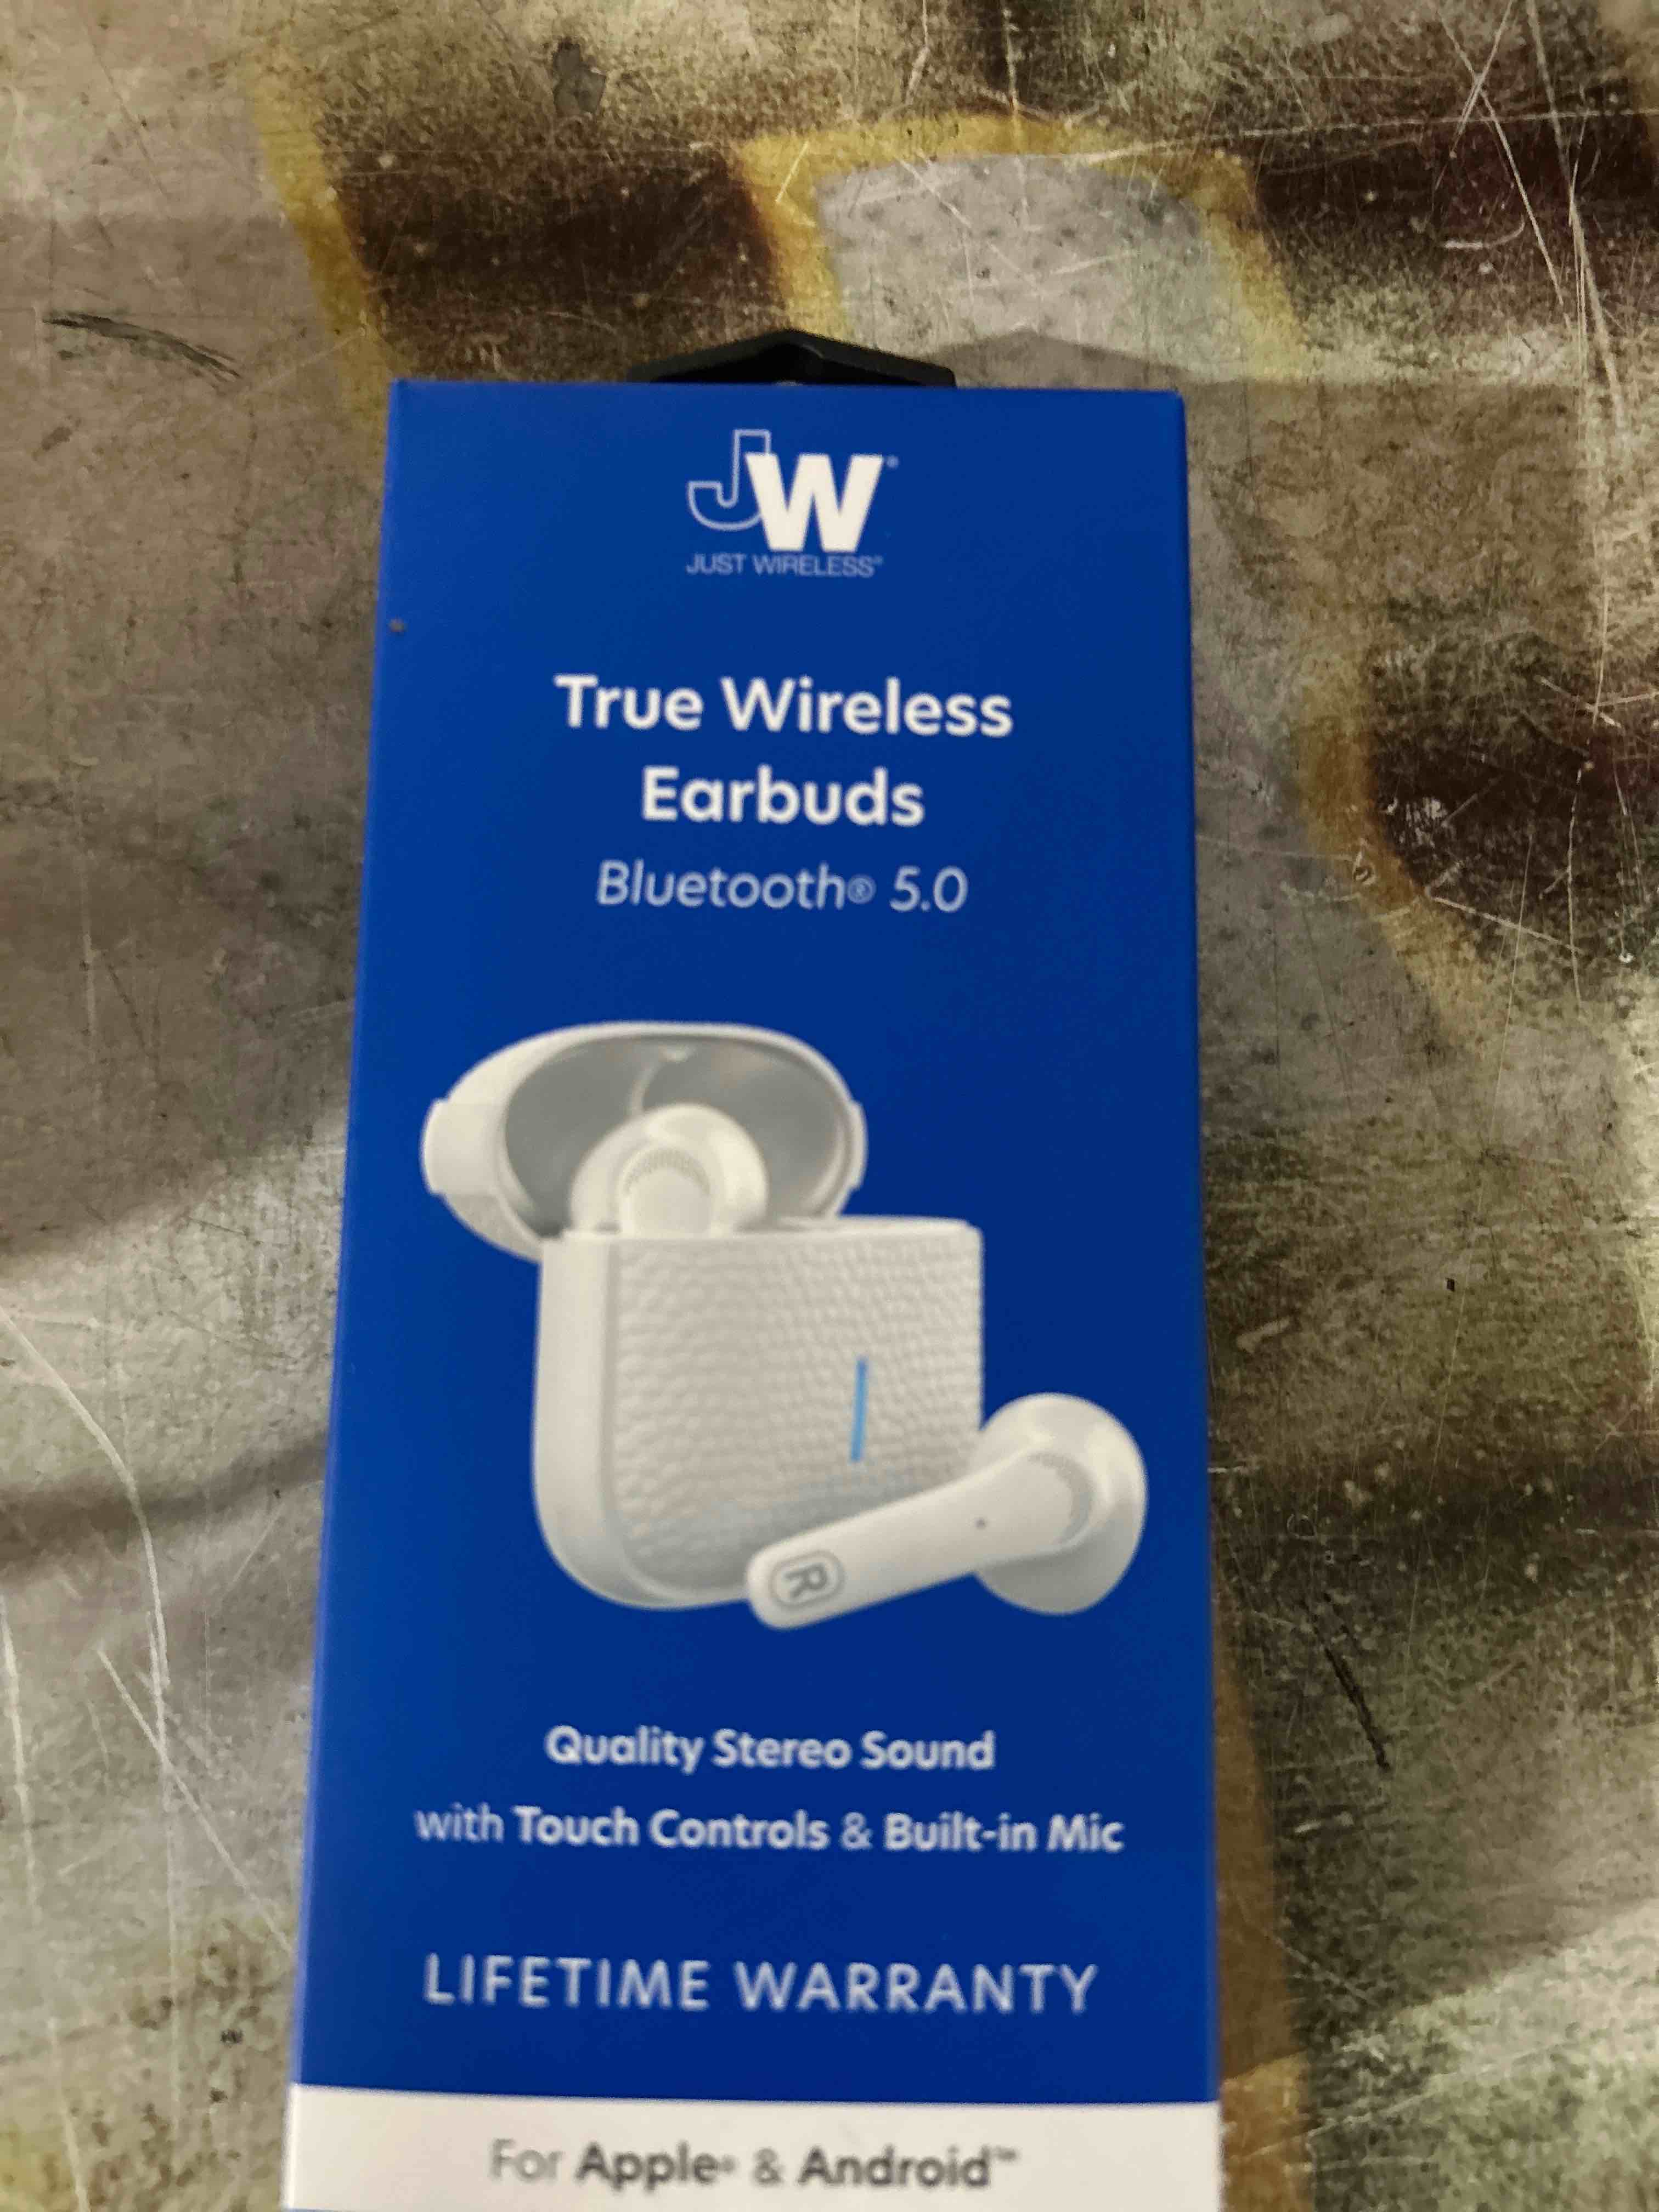 JW®
JUST WIRELESS®
True Wireless
Earbuds
Bluetooth® 5.0
R
Quality Stereo Sound
with Touch Controls & Built-in Mic
LIFETIME WARRANTY
For Apple® & Android™